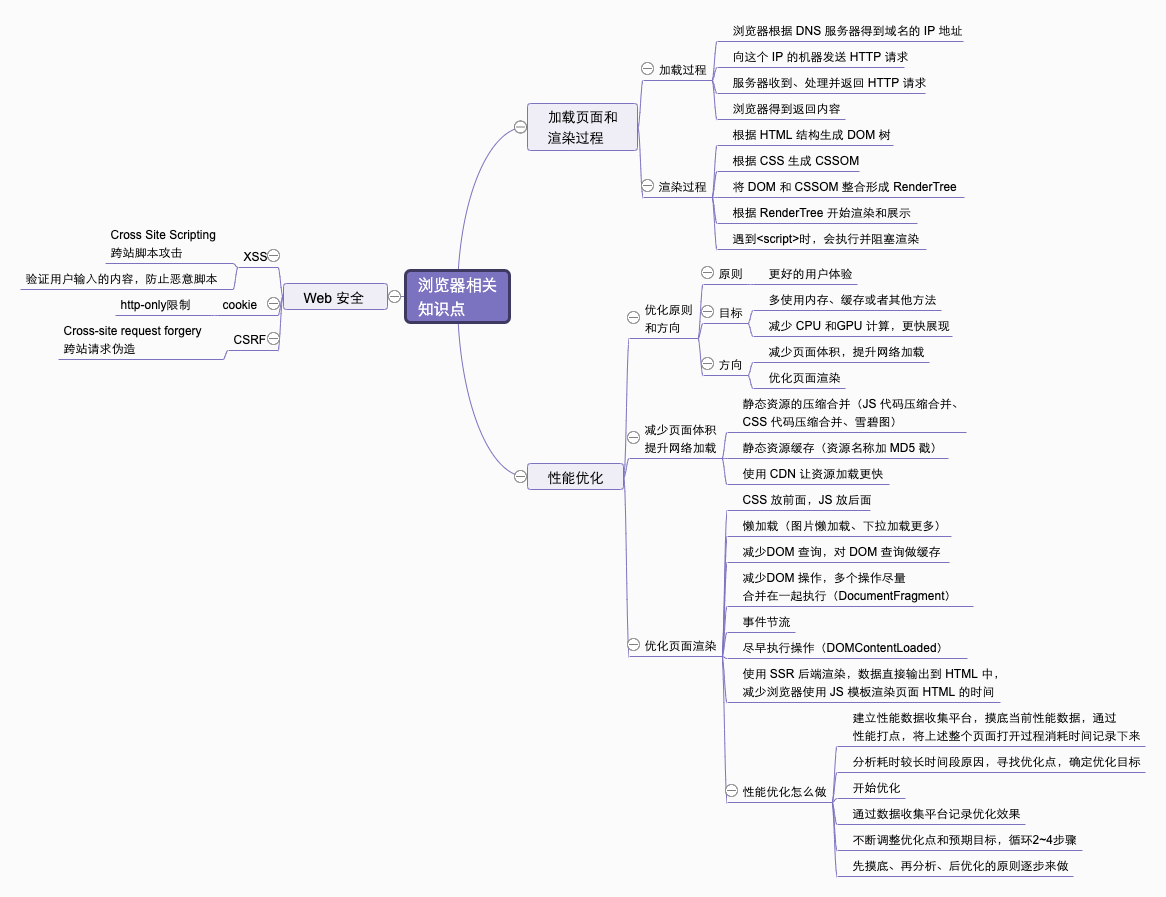 浏览器相关
知识点
加载页面和
渲染过程
加载过程
浏览器根据 DNS 服务器得到域名的 IP 地址
向这个 IP 的机器发送 HTTP 请求
服务器收到、处理并返回 HTTP 请求
浏览器得到返回内容
渲染过程
根据 HTML 结构生成 DOM 树
根据 CSS 生成 CSSOM
将 DOM 和 CSSOM 整合形成 RenderTree
根据 RenderTree 开始渲染和展示
遇到<script>时，会执行并阻塞渲染
性能优化
优化原则
和方向
原则
更好的用户体验
目标
多使用内存、缓存或者其他方法
减少 CPU 和GPU 计算，更快展现
方向
减少页面体积，提升网络加载
优化页面渲染
减少页面体积
提升网络加载
静态资源的压缩合并（JS 代码压缩合并、
CSS 代码压缩合并、雪碧图）
静态资源缓存（资源名称加 MD5 戳）
使用 CDN 让资源加载更快
优化页面渲染
CSS 放前面，JS 放后面
懒加载（图片懒加载、下拉加载更多）
减少DOM 查询，对 DOM 查询做缓存
减少DOM 操作，多个操作尽量
合并在一起执行（DocumentFragment）
事件节流
尽早执行操作（DOMContentLoaded）
使用 SSR 后端渲染，数据直接输出到 HTML 中，
减少浏览器使用 JS 模板渲染页面 HTML 的时间
性能优化怎么做
建立性能数据收集平台，摸底当前性能数据，通过
性能打点，将上述整个页面打开过程消耗时间记录下来
分析耗时较长时间段原因，寻找优化点，确定优化目标
开始优化
通过数据收集平台记录优化效果
不断调整优化点和预期目标，循环2~4步骤
先摸底、再分析、后优化的原则逐步来做
Web 安全
XSS
Cross Site Scripting
跨站脚本攻击
验证用户输入的内容，防止恶意脚本
cookie
http-only限制
CSRF
Cross-site request forgery
跨站请求伪造